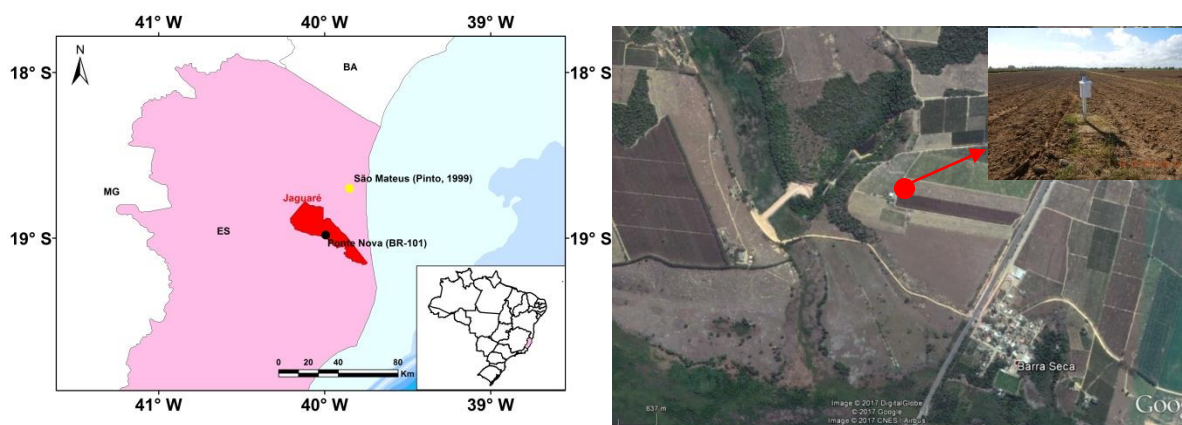 41° W
40° W
39° W
18° S
18° S
N
BA
São Mateus (Pinto, 1999)
MG
Jaguaré
ES
19° S
19° S
Ponte Nova (BR-101)
0
20
40
80
Km
41° W
40° W
39° W
Barra Seca
637 m
Image © 2017 DigitalGlobe
© 2017 Google
Image © 2017 CNES / Airbus
Goog